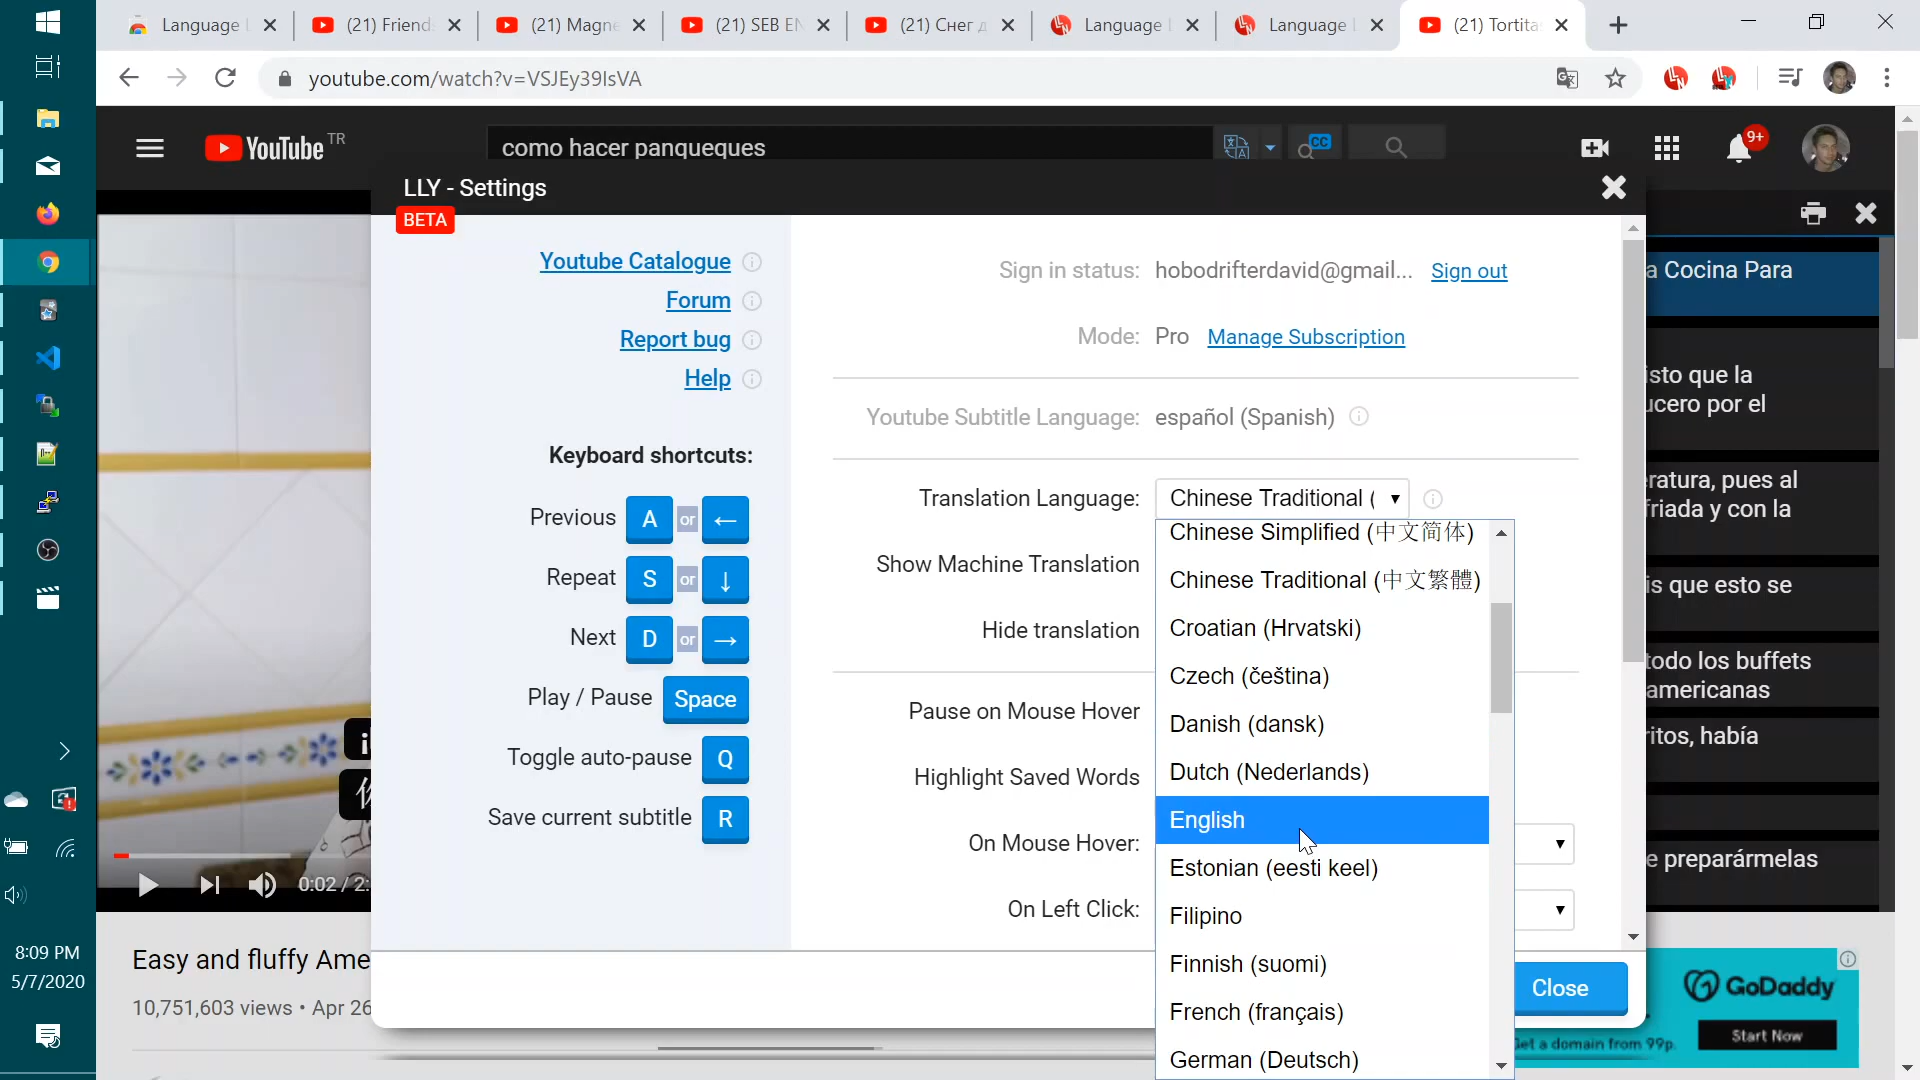 Language
(21) Friend
(21) Magne
(21) SEB EN
(21) Снег д
Language
Language
(21) Tortita
youtube.com/watch?v=VSJEy39IsVA
YouTube TR
como hacer panqueques
CC
9+
LLY - Settings
BETA
Youtube Catalogue
Forum
Report bug
Help
Keyboard shortcuts:
Previous A or ←
Repeat S or ↓
Next D or →
Play / Pause Space
Toggle auto-pause Q
Save current subtitle R
Sign in status: hobodrifterdavid@gmail... Sign out
Mode: Pro Manage Subscription
Youtube Subtitle Language: español (Spanish)
Translation Language: Chinese Traditional (
Show Machine Translation
Hide translation
Pause on Mouse Hover
Highlight Saved Words
On Mouse Hover:
On Left Click:
Chinese Simplified (中文简体)
Chinese Traditional (中文繁體)
Croatian (Hrvatski)
Czech (čeština)
Danish (dansk)
Dutch (Nederlands)
English
Estonian (eesti keel)
Filipino
Finnish (suomi)
French (français)
German (Deutsch)
Close
a Cocina Para
isto que la
ucero por el
ratura, pues al
friada y con la
is que esto se
todo los buffets
americanas
ritos, había
e preparármelas
0:02 / 2:
Easy and fluffy Ame
10,751,603 views • Apr 26
GoDaddy
Start Now
Get a domain from 99p.
8:09 PM
5/7/2020